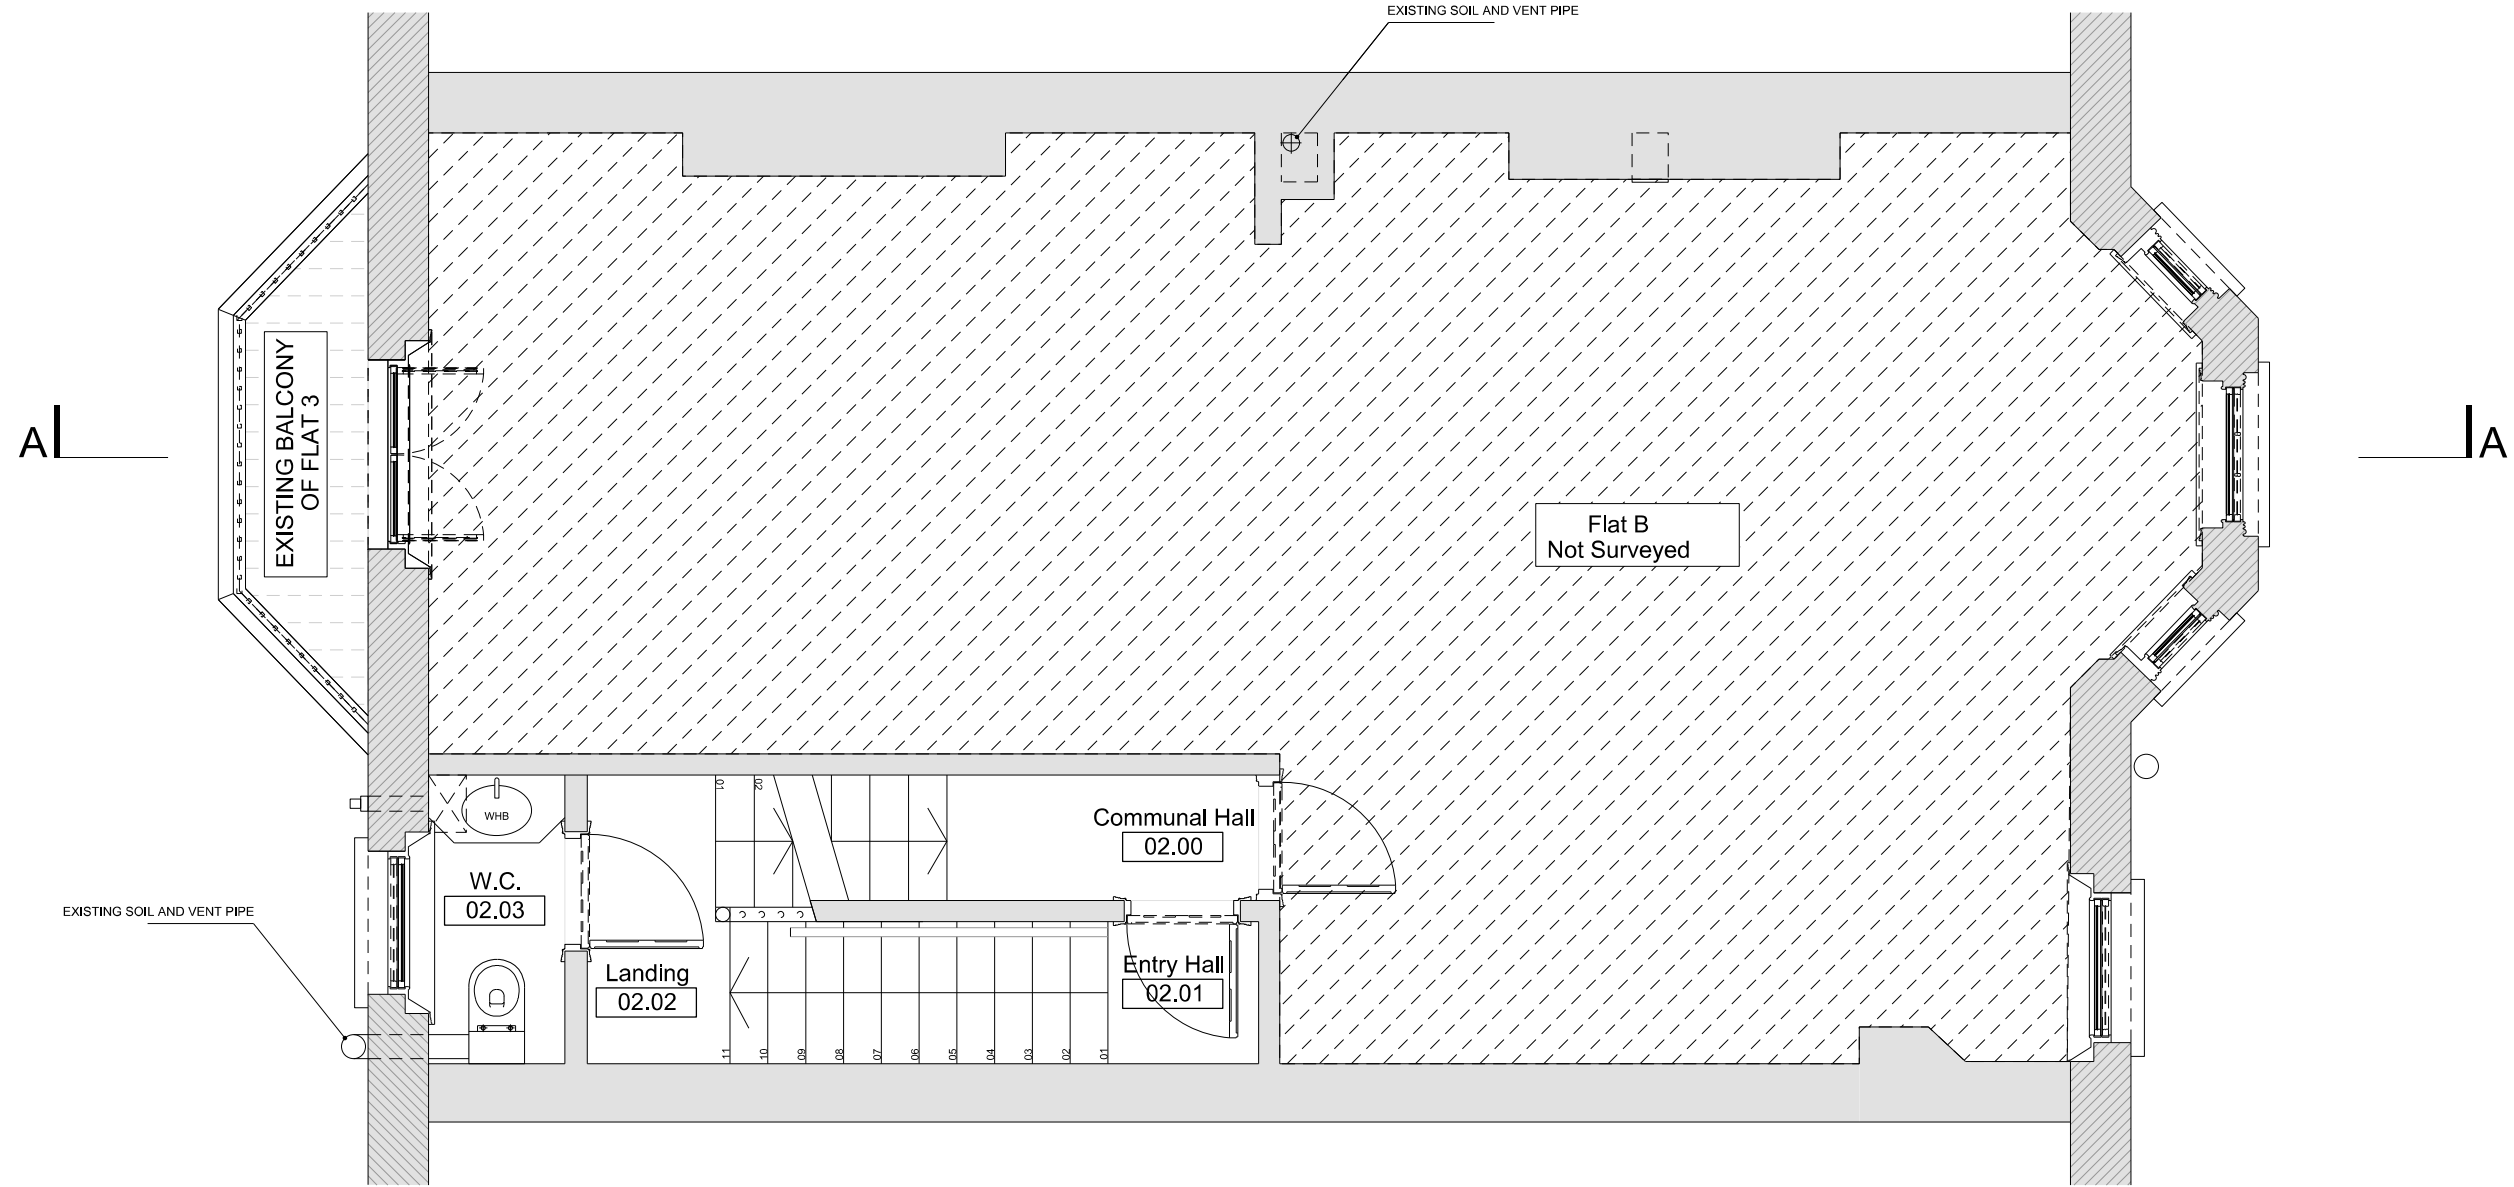 EXISTING SOIL AND VENT PIPE
A
EXISTING BALCONY
OF FLAT 3
Flat B
Not Surveyed
A
01
02
WHB
Communal Hall
02.00
W.C.
02.03
EXISTING SOIL AND VENT PIPE
Landing
02.02
Entry Hall
02.01
11
10
09
08
07
06
05
04
03
02
01